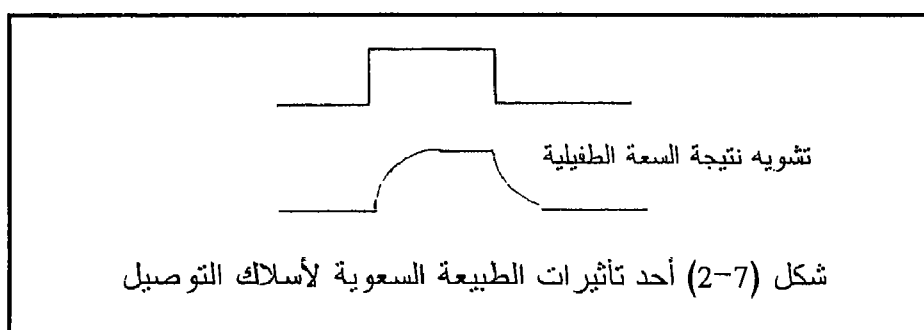 تشويه نتيجة السعة الطفيلية
شكل (7-2) أحد تأثيرات الطبيعة السعوية لأسلاك التوصيل